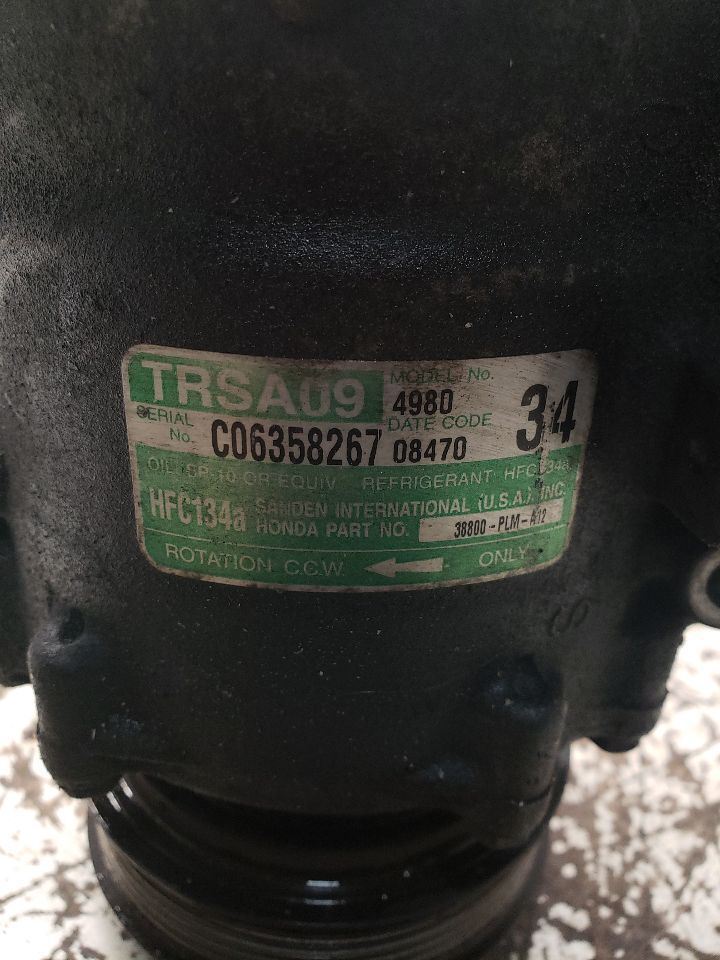 TRSA09 MODEL No.
4980
34
SERIAL No. C06358267
DATE CODE
08470
OIL : SP-10 OR EQUIV. REFRIGERANT HFC134a
HFC134a SANDEN INTERNATIONAL (U.S.A.), INC.
HONDA PART NO. 38800-PLM-A12
ROTATION C.C.W. ONLY